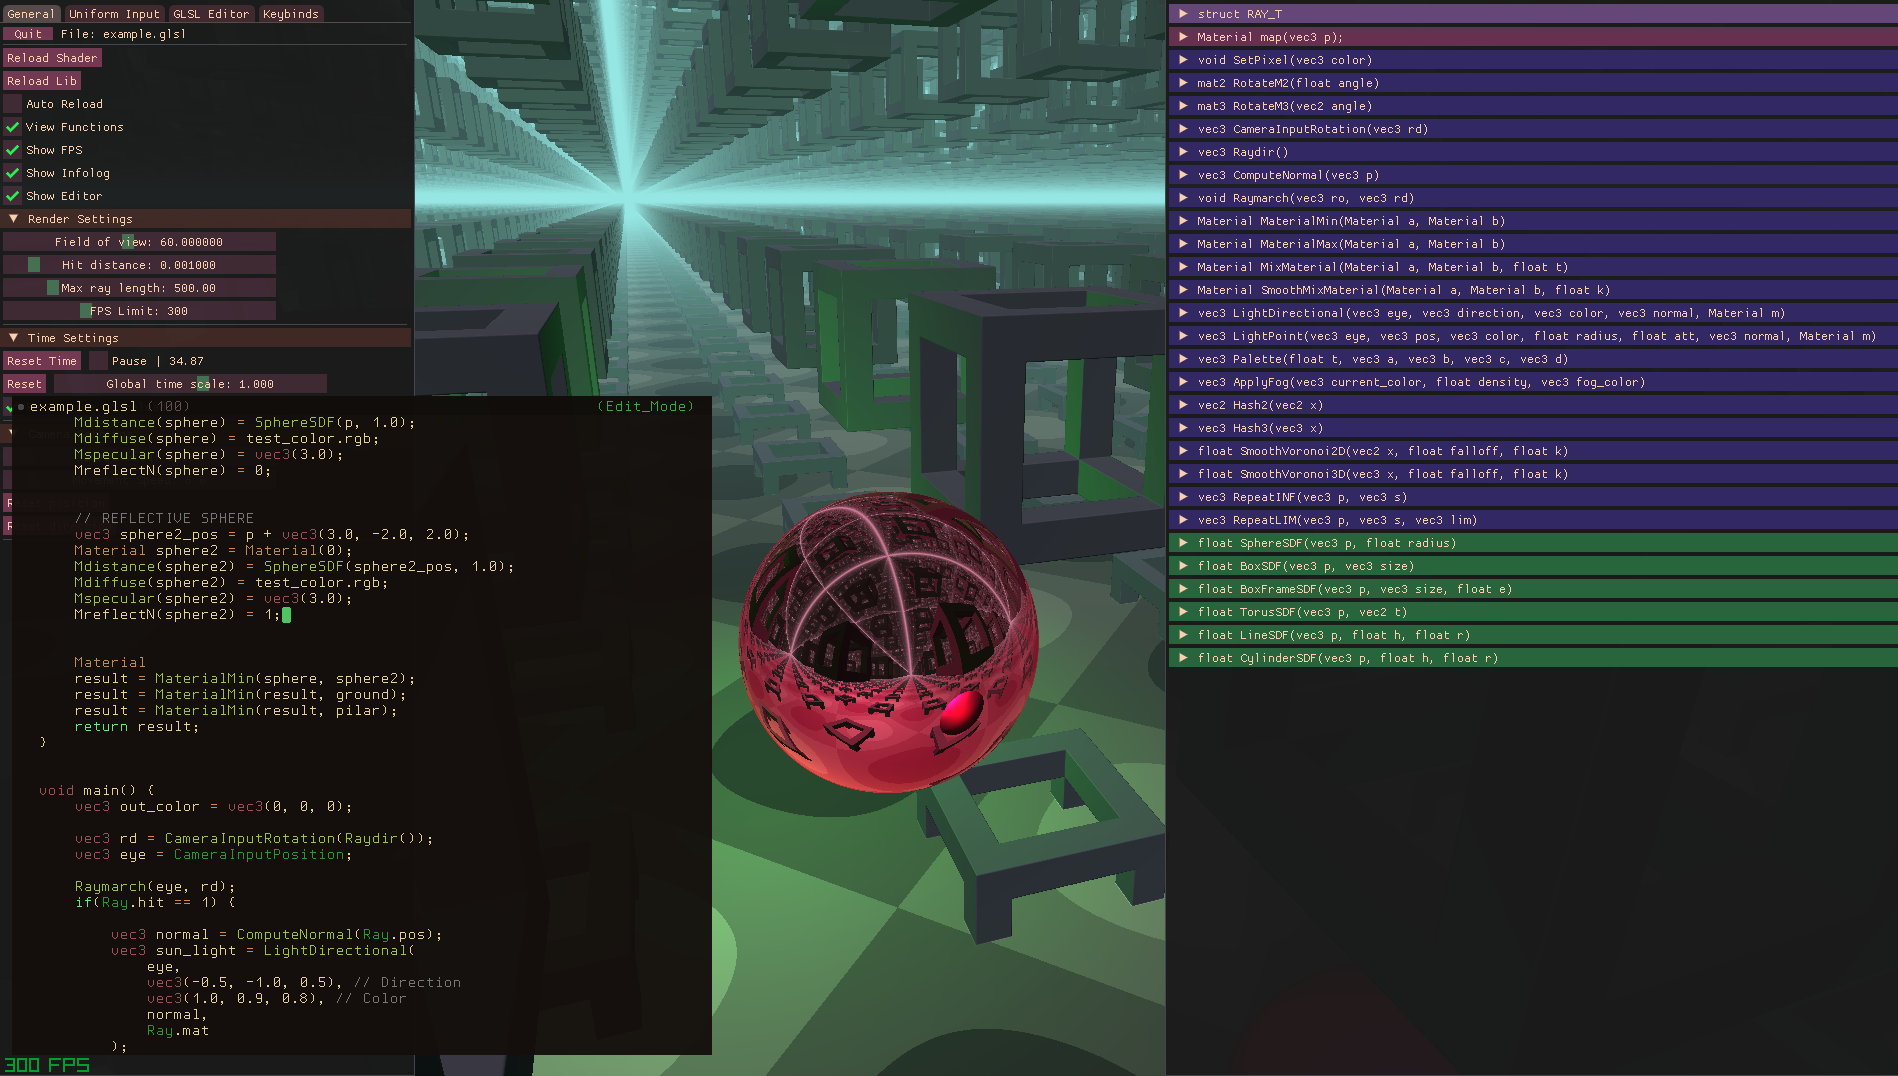 General Uniform Input GLSL Editor Keybinds
Quit File: example.glsl
Reload Shader
Reload Lib
Auto Reload
View Functions
Show FPS
Show Infolog
Show Editor
Render Settings
Field of view: 60.000000
Hit distance: 0.001000
Max ray length: 500.00
FPS Limit: 300
Time Settings
Reset Time Pause | 34.87
Reset Global time scale: 1.000
example.glsl (100) (Edit_Mode)
Mdistance(sphere) = SphereSDF(p, 1.0);
Mdiffuse(sphere) = test_color.rgb;
Mspecular(sphere) = vec3(3.0);
MreflectN(sphere) = 0;
// REFLECTIVE SPHERE
vec3 sphere2_pos = p + vec3(3.0, -2.0, 2.0);
Material sphere2 = Material(0);
Mdistance(sphere2) = SphereSDF(sphere2_pos, 1.0);
Mdiffuse(sphere2) = test_color.rgb;
Mspecular(sphere2) = vec3(3.0);
MreflectN(sphere2) = 1;
Material
result = MaterialMin(sphere, sphere2);
result = MaterialMin(result, ground);
result = MaterialMin(result, pilar);
return result;
}
void main() {
vec3 out_color = vec3(0, 0, 0);
vec3 rd = CameraInputRotation(Raydir());
vec3 eye = CameraInputPosition;
Raymarch(eye, rd);
if(Ray.hit == 1) {
vec3 normal = ComputeNormal(Ray.pos);
vec3 sun_light = LightDirectional(
eye,
vec3(-0.5, -1.0, 0.5), // Direction
vec3(1.0, 0.9, 0.8), // Color
normal,
Ray.mat
);
300 FPS
struct RAY_T
Material map(vec3 p);
void SetPixel(vec3 color)
mat2 RotateM2(float angle)
mat3 RotateM3(vec2 angle)
vec3 CameraInputRotation(vec3 rd)
vec3 Raydir()
vec3 ComputeNormal(vec3 p)
void Raymarch(vec3 ro, vec3 rd)
Material MaterialMin(Material a, Material b)
Material MaterialMax(Material a, Material b)
Material MixMaterial(Material a, Material b, float t)
Material SmoothMixMaterial(Material a, Material b, float k)
vec3 LightDirectional(vec3 eye, vec3 direction, vec3 color, vec3 normal, Material m)
vec3 LightPoint(vec3 eye, vec3 pos, vec3 color, float radius, float att, vec3 normal, Material m)
vec3 Palette(float t, vec3 a, vec3 b, vec3 c, vec3 d)
vec3 ApplyFog(vec3 current_color, float density, vec3 fog_color)
vec2 Hash2(vec2 x)
vec3 Hash3(vec3 x)
float SmoothVoronoi2D(vec2 x, float falloff, float k)
float SmoothVoronoi3D(vec3 x, float falloff, float k)
vec3 RepeatINF(vec3 p, vec3 s)
vec3 RepeatLIM(vec3 p, vec3 s, vec3 lim)
float SphereSDF(vec3 p, float radius)
float BoxSDF(vec3 p, vec3 size)
float BoxFrameSDF(vec3 p, vec3 size, float e)
float TorusSDF(vec3 p, vec2 t)
float LineSDF(vec3 p, float h, float r)
float CylinderSDF(vec3 p, float h, float r)